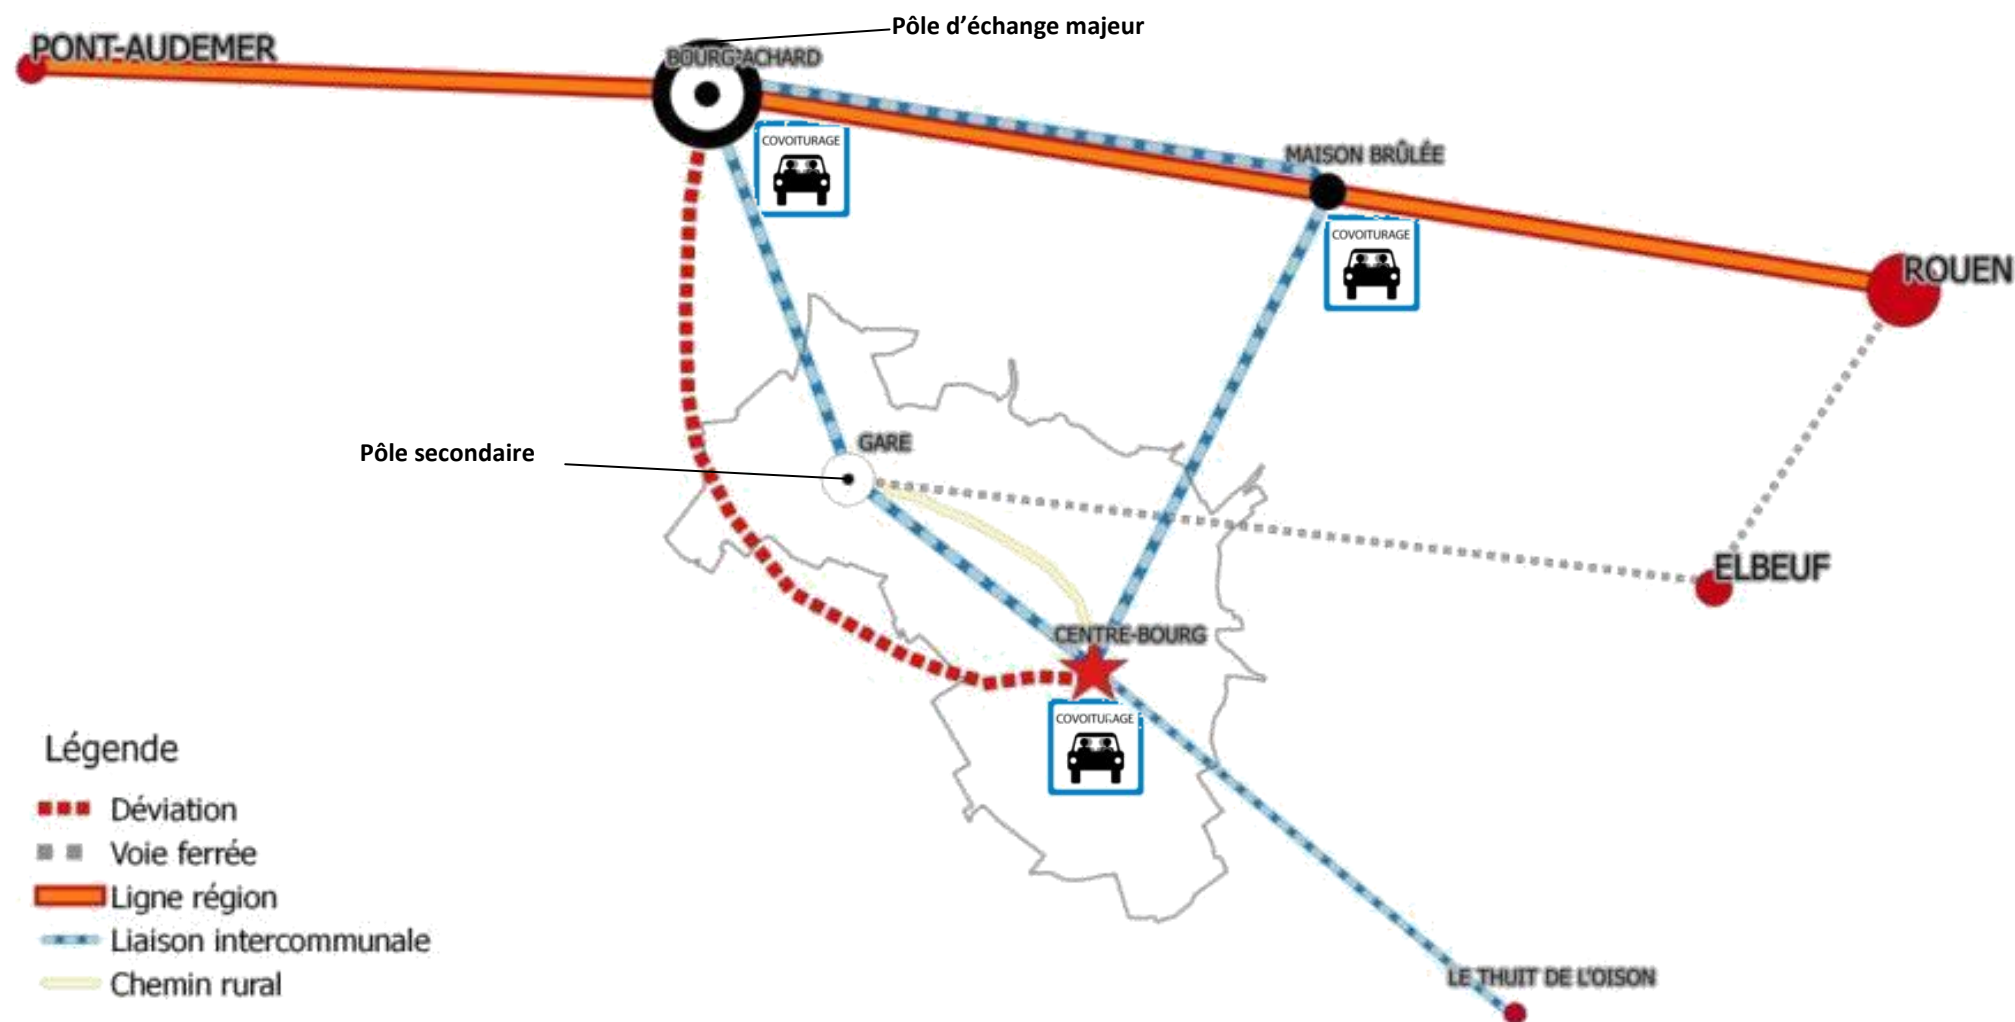 Pôle d’échange majeur
PONT-AUDEMER
BOURG-ACHARD
COVOITURAGE
MAISON BRÛLÉE
COVOITURAGE
ROUEN
GARE
Pôle secondaire
ELBEUF
CENTRE-BOURG
COVOITURAGE
Légende
Déviation
Voie ferrée
Ligne région
Liaison intercommunale
Chemin rural
LE THUIT DE L'OISON